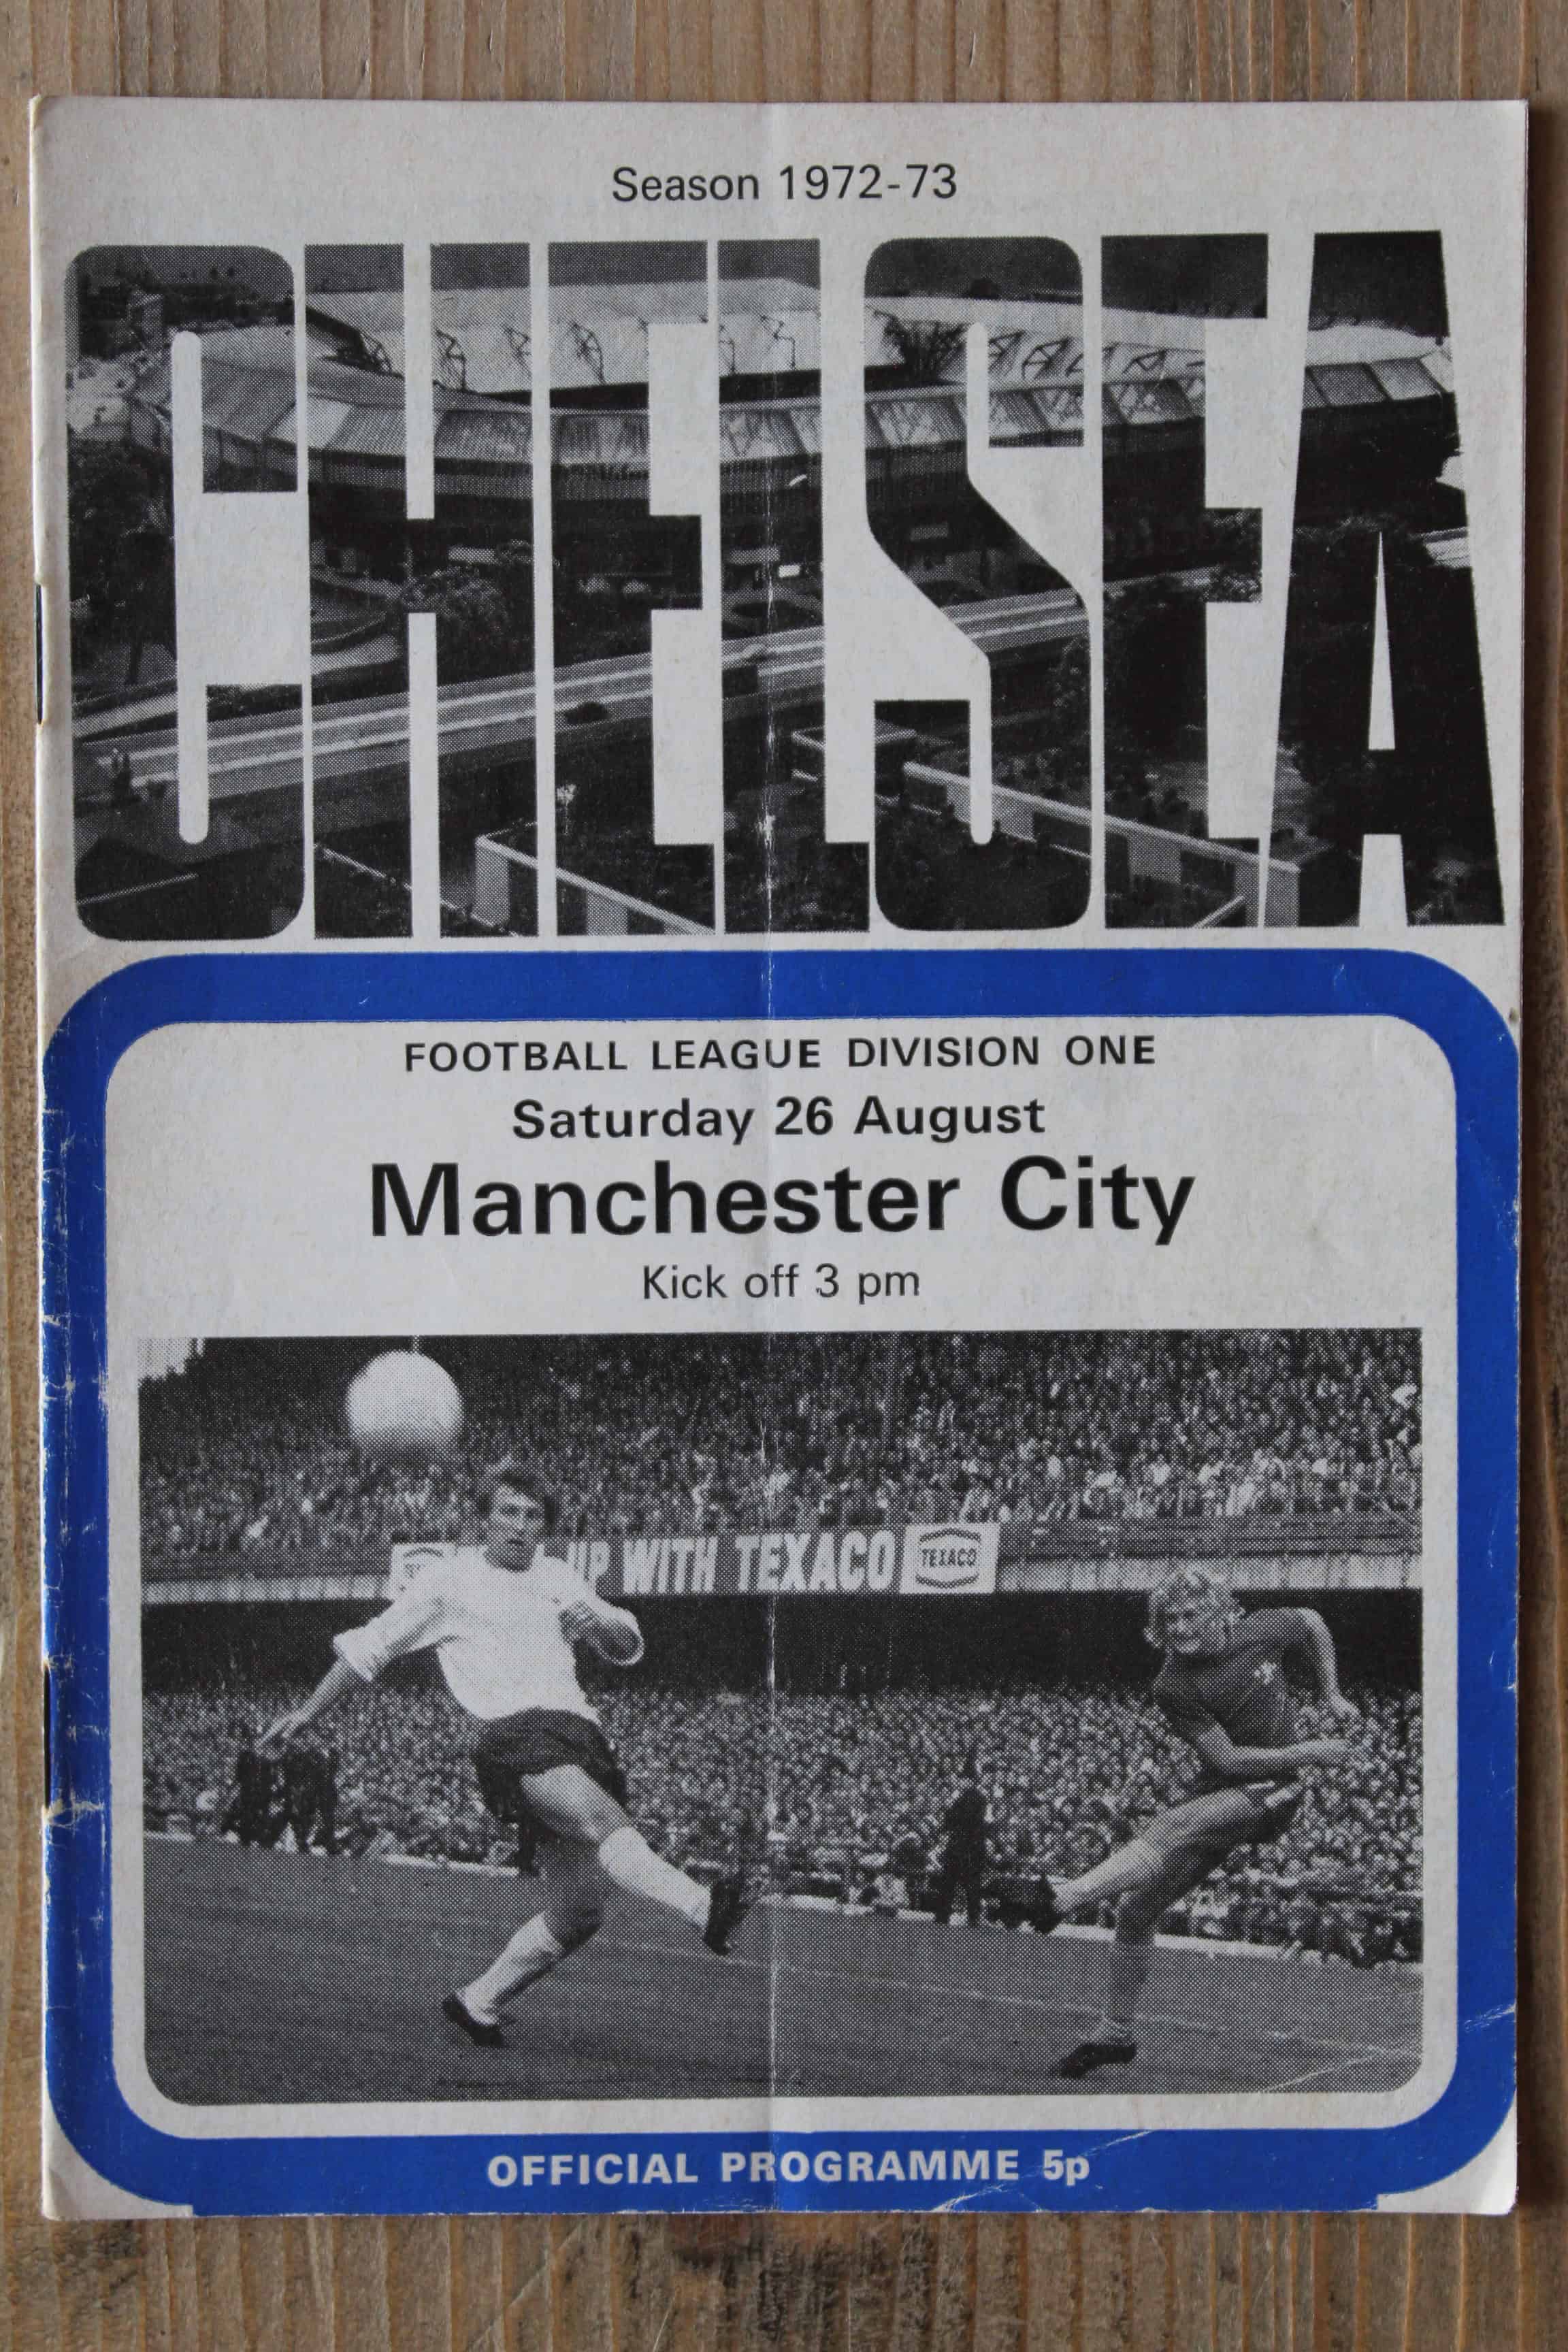 Season 1972-73
CHELSEA
FOOTBALL LEAGUE DIVISION ONE
Saturday 26 August
Manchester City
Kick off 3 pm
UP WITH TEXACO TEXACO
OFFICIAL PROGRAMME 5p